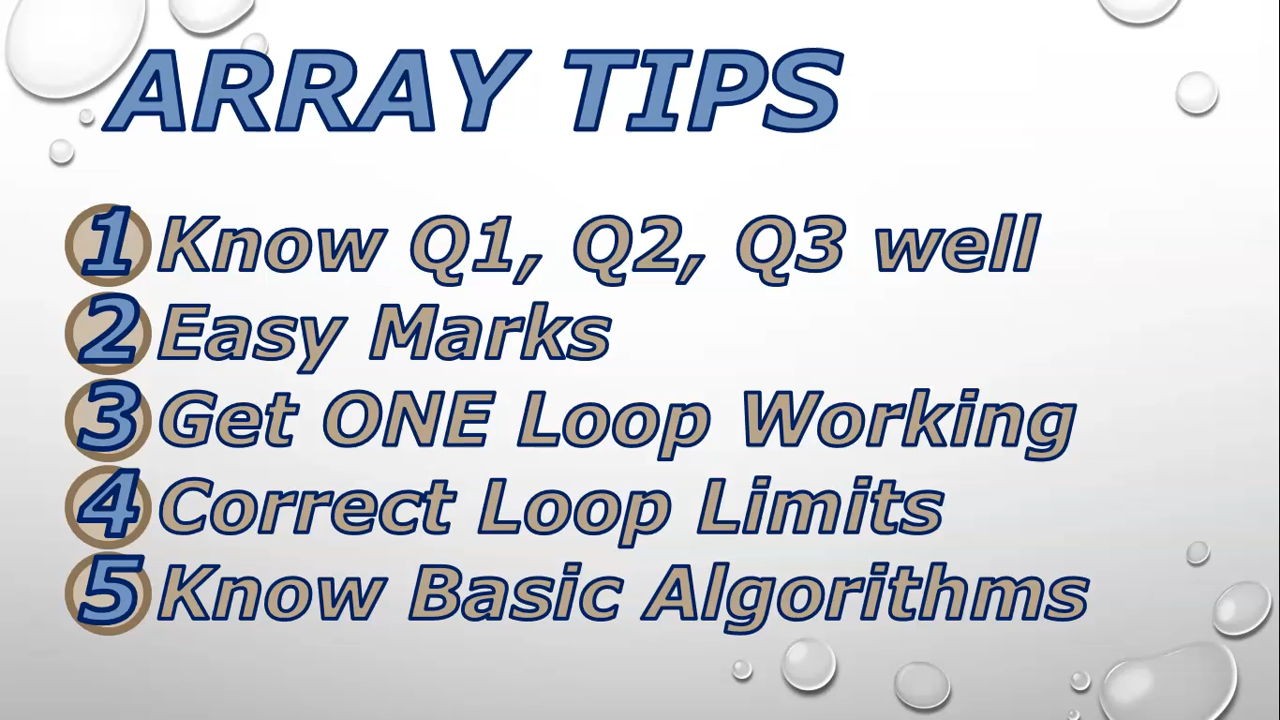 ARRAY TIPS
1 Know Q1, Q2, Q3 well
2 Easy Marks
3 Get ONE Loop Working
4 Correct Loop Limits
5 Know Basic Algorithms